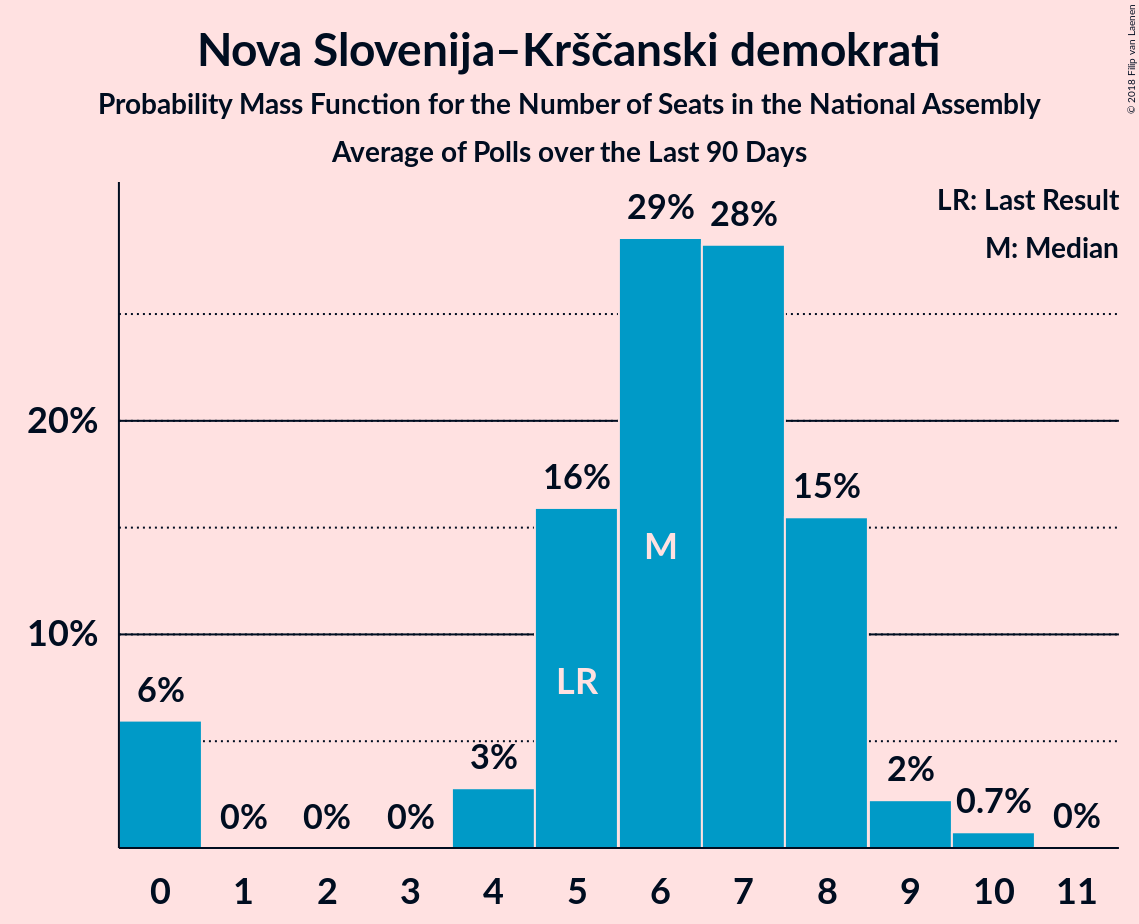 Nova Slovenija–Krščanski demokrati
Probability Mass Function for the Number of Seats in the National Assembly
Average of Polls over the Last 90 Days
© 2018 Filip van Laenen
LR: Last Result
M: Median
29%
28%
20%
16%
15%
M
10%
LR
6%
3%
2%
0.7%
0%
0%
0%
0%
0 1 2 3 4 5 6 7 8 9 10 11